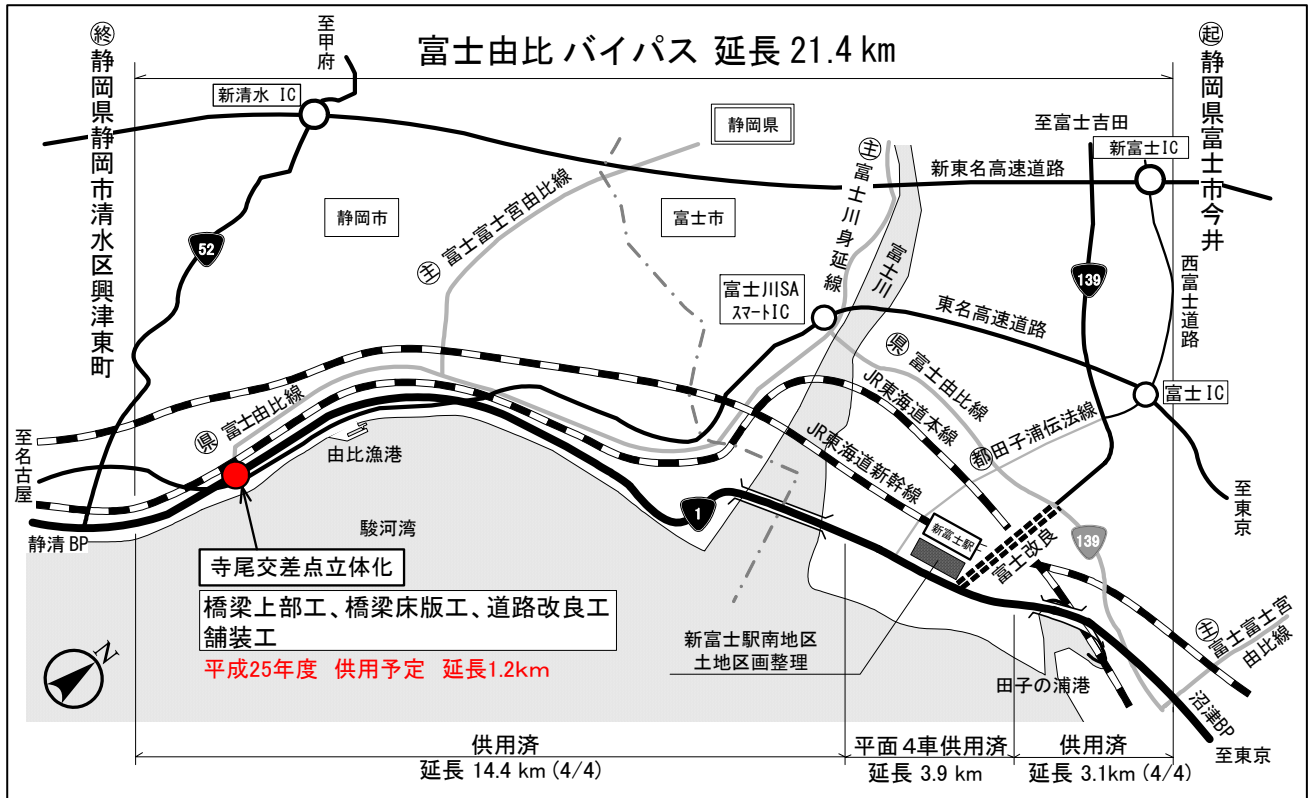 富士由比 バイパス 延長 21.4 km
㊡ 静岡県静岡市清水区興津東町
至甲府
新清水 IC
静岡県
㊤ 静岡県富士市今井
至富士吉田
新富士IC
新東名高速道路
主 富士川身延線
静岡市
富士市
52
主 富士富士宮由比線
富士川
139
西富士道路
富士川SA
スマートIC
東名高速道路
富士IC
県 富士由比線
県 富士由比線
JR東海道本線
都 田子浦伝法線
JR東海道新幹線
至名古屋
由比漁港
至東京
1
新富士駅
静清 BP
駿河湾
富士改良
139
寺尾交差点立体化
橋梁上部工、橋梁床版工、道路改良工
舗装工
平成25年度 供用予定 延長1.2km
新富士駅南地区
土地区画整理
主 富士富士宮
由比線
N
田子の浦港
沼津BP
至東京
供用済
延長 14.4 km (4/4)
平面4車供用済
延長 3.9 km
供用済
延長 3.1km (4/4)